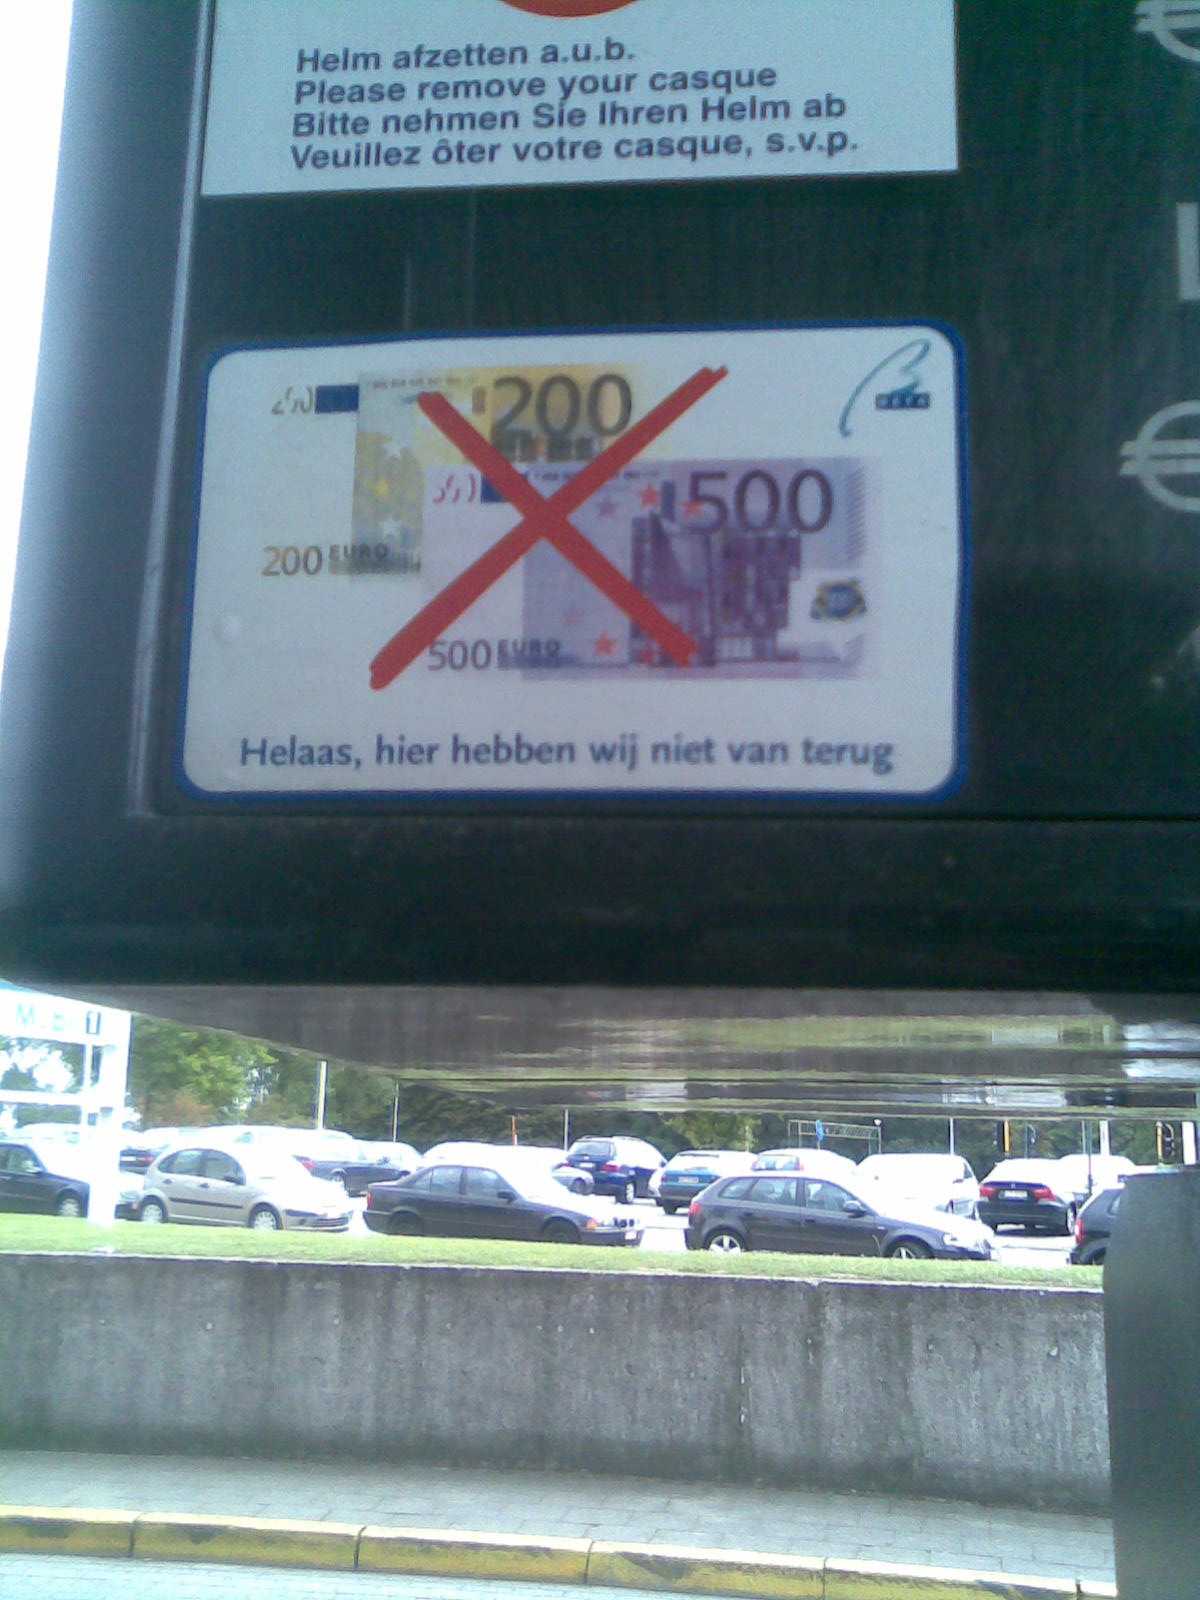 Helm afzetten a.u.b.
Please remove your casque
Bitte nehmen Sie Ihren Helm ab
Veuillez ôter votre casque, s.v.p.
200
500
200 EURO
500 EURO
Helaas, hier hebben wij niet van terug
€
€